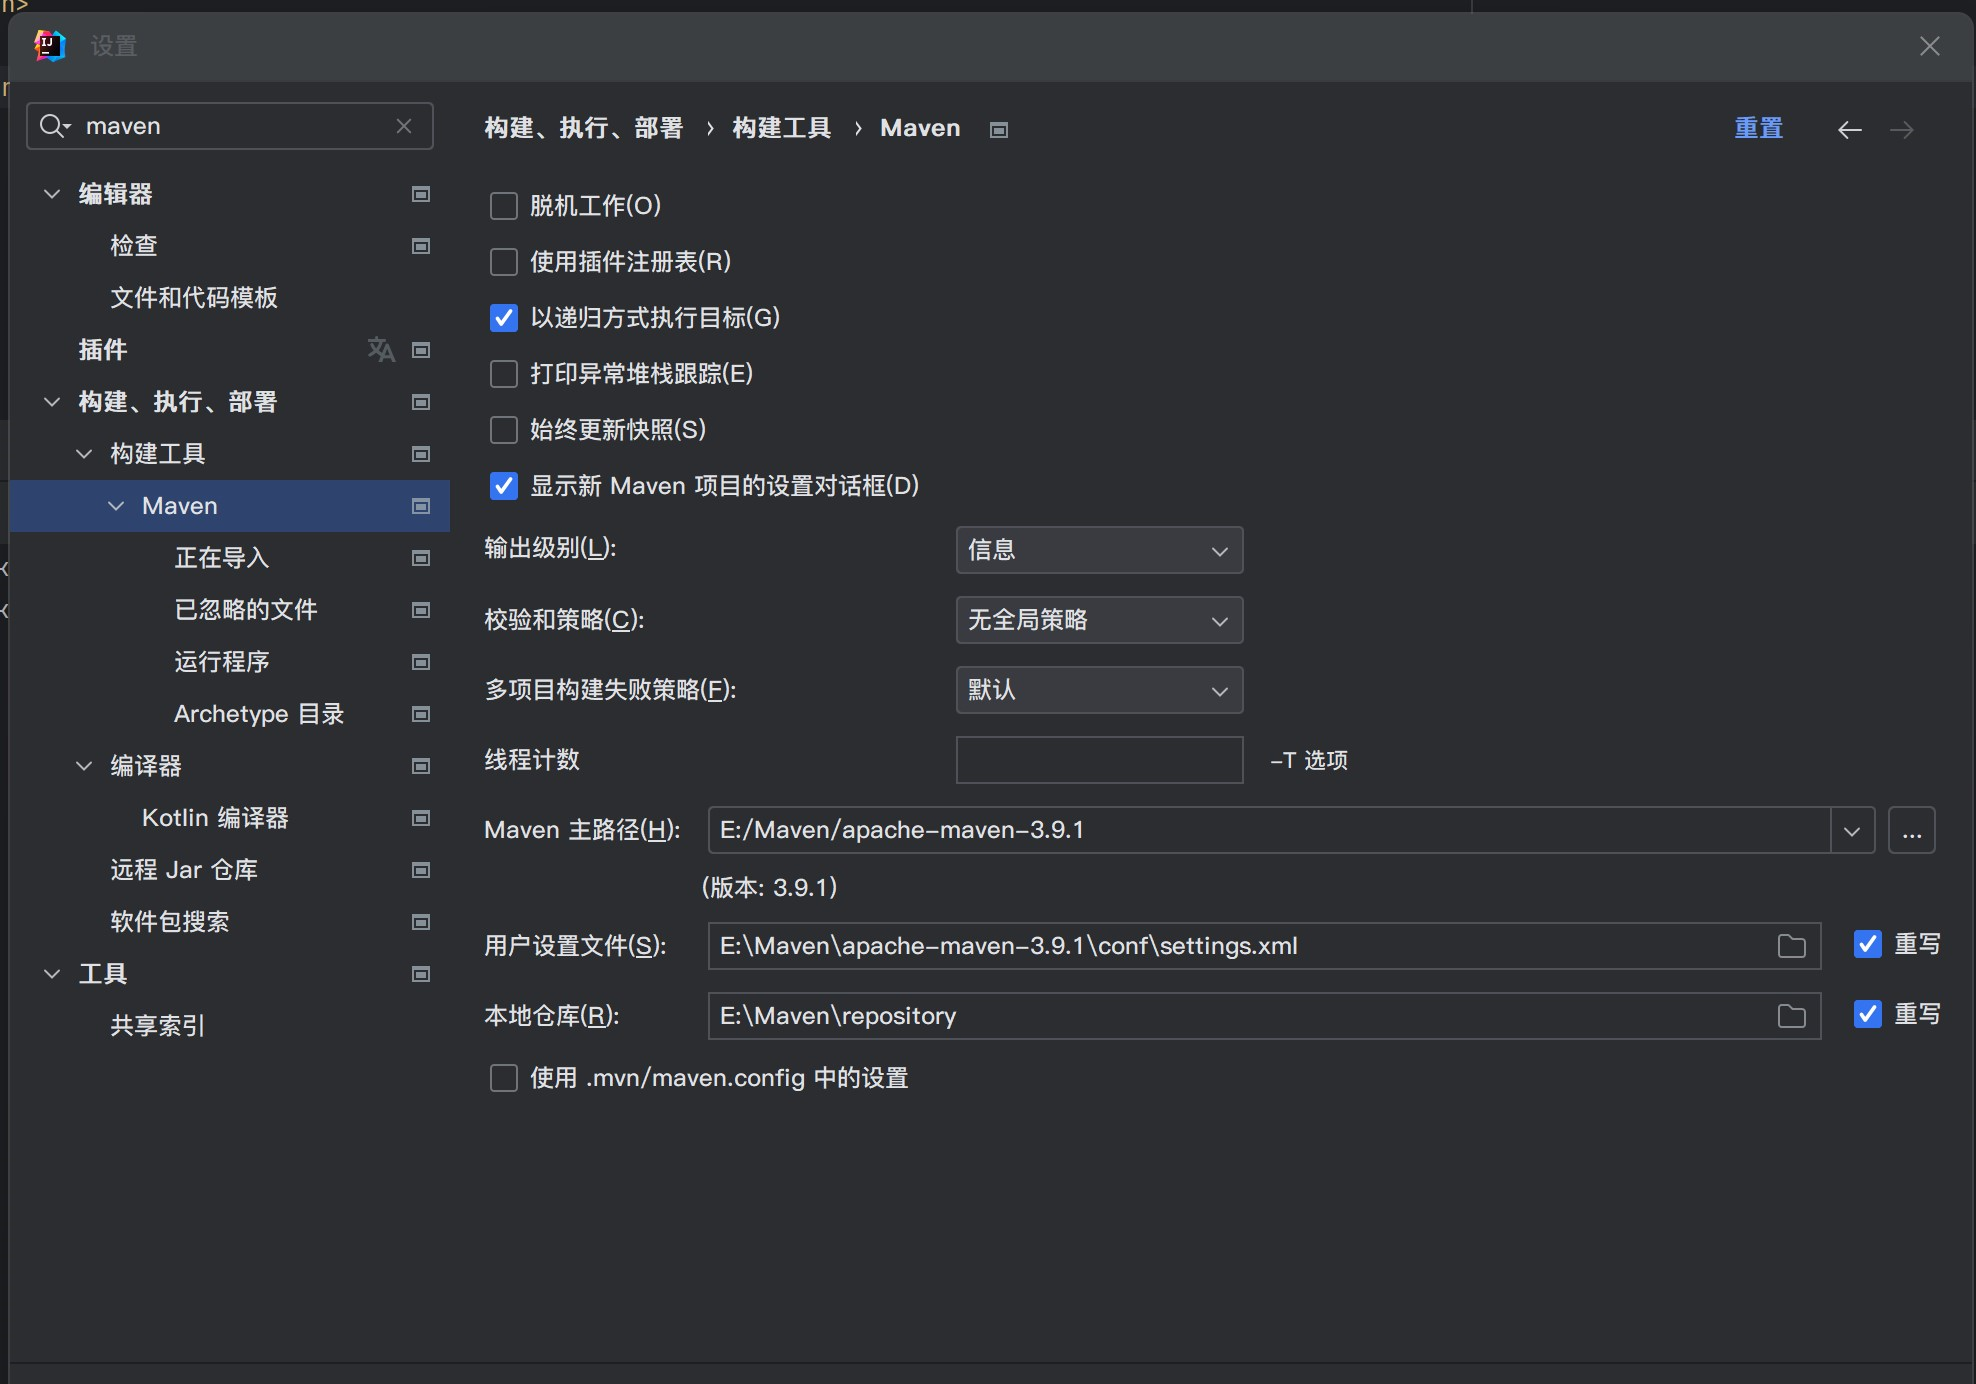 设置
maven
编辑器
检查
文件和代码模板
插件
构建、执行、部署
构建工具
Maven
正在导入
已忽略的文件
运行程序
Archetype 目录
编译器
Kotlin 编译器
远程 Jar 仓库
软件包搜索
工具
共享索引
构建、执行、部署 › 构建工具 › Maven
重置
脱机工作(O)
使用插件注册表(R)
以递归方式执行目标(G)
打印异常堆栈跟踪(E)
始终更新快照(S)
显示新 Maven 项目的设置对话框(D)
输出级别(L): 信息
校验和策略(C): 无全局策略
多项目构建失败策略(F): 默认
线程计数 -T 选项
Maven 主路径(H): E:/Maven/apache-maven-3.9.1 ...
(版本: 3.9.1)
用户设置文件(S): E:\Maven\apache-maven-3.9.1\conf\settings.xml 重写
本地仓库(R): E:\Maven\repository 重写
使用 .mvn/maven.config 中的设置